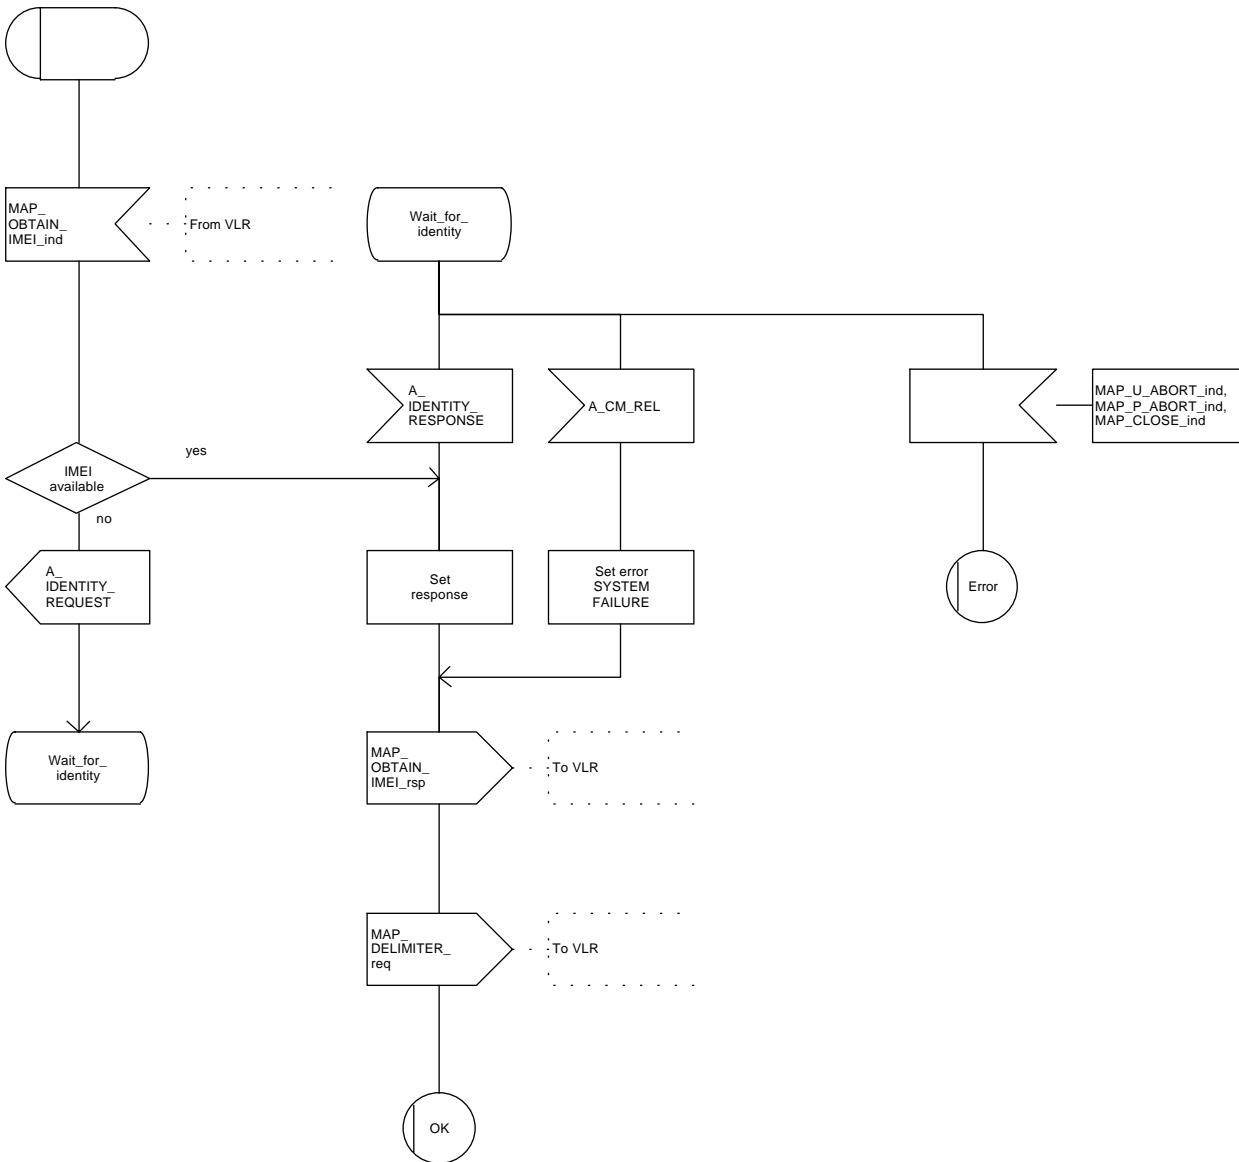 MAP_
OBTAIN_
IMEI_ind
From VLR
Wait_for_
identity
A_
IDENTITY_
RESPONSE
A_CM_REL
MAP_U_ABORT_ind,
MAP_P_ABORT_ind,
MAP_CLOSE_ind
IMEI
available
yes
no
A_
IDENTITY_
REQUEST
Set
response
Set error
SYSTEM
FAILURE
Error
Wait_for_
identity
MAP_
OBTAIN_
IMEI_rsp
To VLR
MAP_
DELIMITER_
req
To VLR
OK